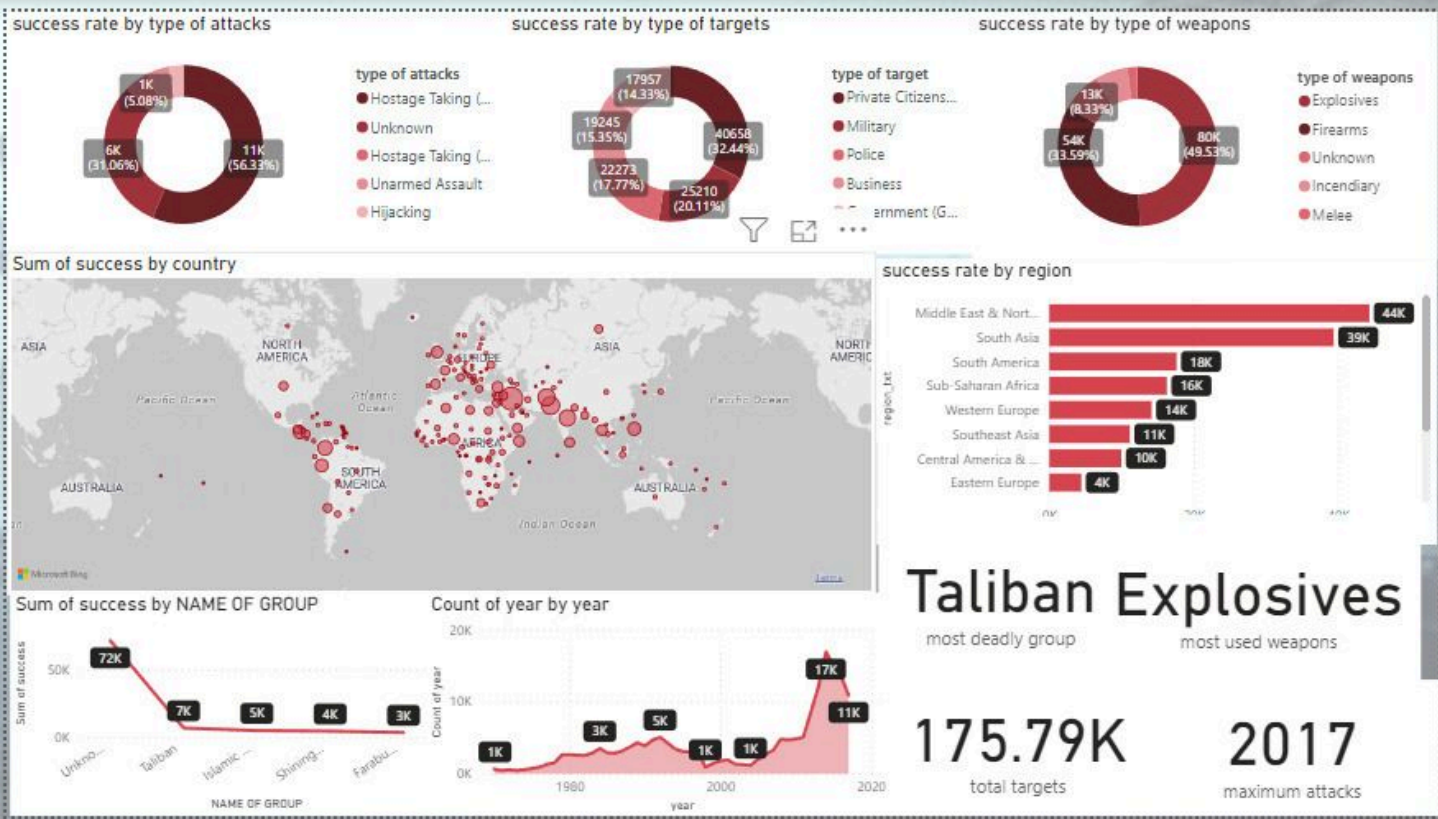 success rate by type of attacks
1K
(5.08%)
6K
(31.06%)
11K
(56.33%)
type of attacks
Hostage Taking (...
Unknown
Hostage Taking (...
Unarmed Assault
Hijacking
success rate by type of targets
17957
(14.33%)
19245
(15.35%)
40658
(32.44%)
22273
(17.77%)
25210
(20.11%)
type of target
Private Citizens...
Military
Police
Business
ernment (G...
success rate by type of weapons
13K
(8.33%)
54K
(33.59%)
80K
(49.53%)
type of weapons
Explosives
Firearms
Unknown
Incendiary
Melee
Sum of success by country
ASIA
NORTH
AMERICA
EUROPE
ASIA
NORTH
AMERIC
Pacific Ocean
Atlantic
Ocean
Pacific Ocean
AFRICA
SOUTH
AMERICA
AUSTRALIA
AUSTRALIA
Indian Ocean
Microsoft Bing
Terms
success rate by region
region_txt
Middle East & Nort...
44K
South Asia
39K
South America
18K
Sub-Saharan Africa
16K
Western Europe
14K
Southeast Asia
11K
Central America & ...
10K
Eastern Europe
4K
0K
20K
40K
Sum of success by NAME OF GROUP
Sum of success
50K
0K
72K
7K
5K
4K
3K
Unkno...
Taliban
Islamic ...
Shining...
Farabu...
NAME OF GROUP
Count of year by year
Count of year
20K
10K
0K
1K
3K
5K
1K
1K
17K
11K
1980
2000
2020
year
Taliban
most deadly group
Explosives
most used weapons
175.79K
total targets
2017
maximum attacks